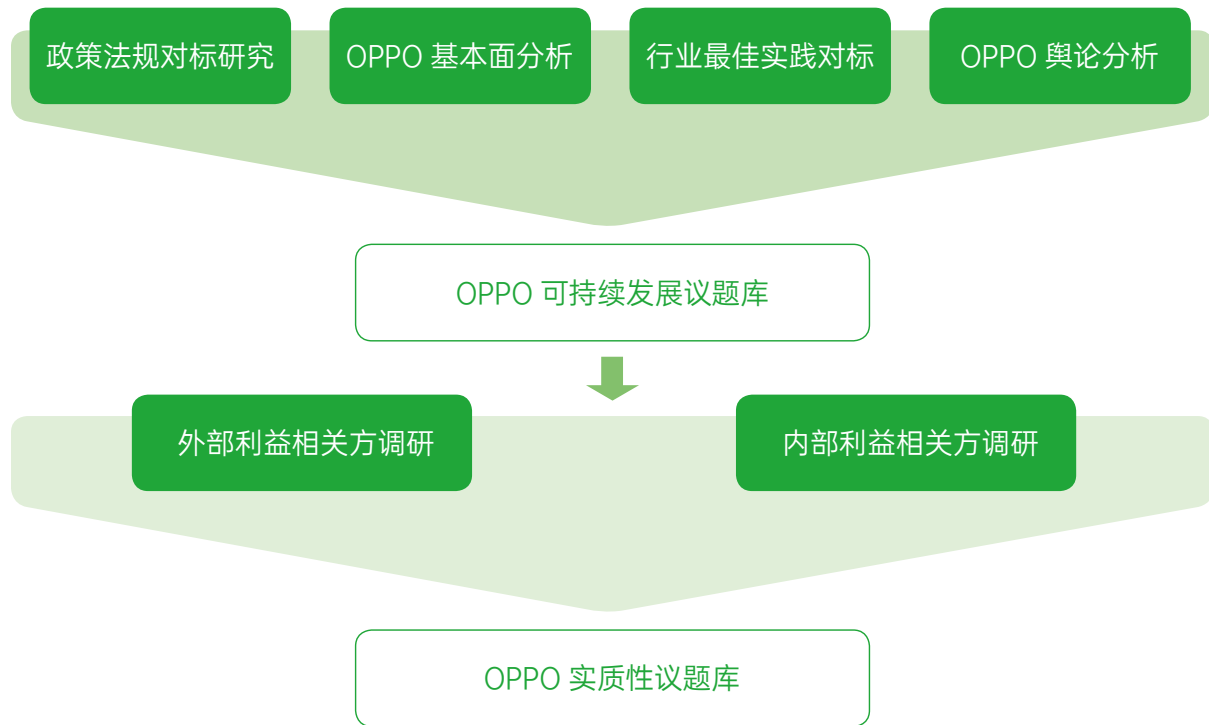 政策法规对标研究
OPPO 基本面分析
行业最佳实践对标
OPPO 舆论分析
OPPO 可持续发展议题库
外部利益相关方调研
内部利益相关方调研
OPPO 实质性议题库